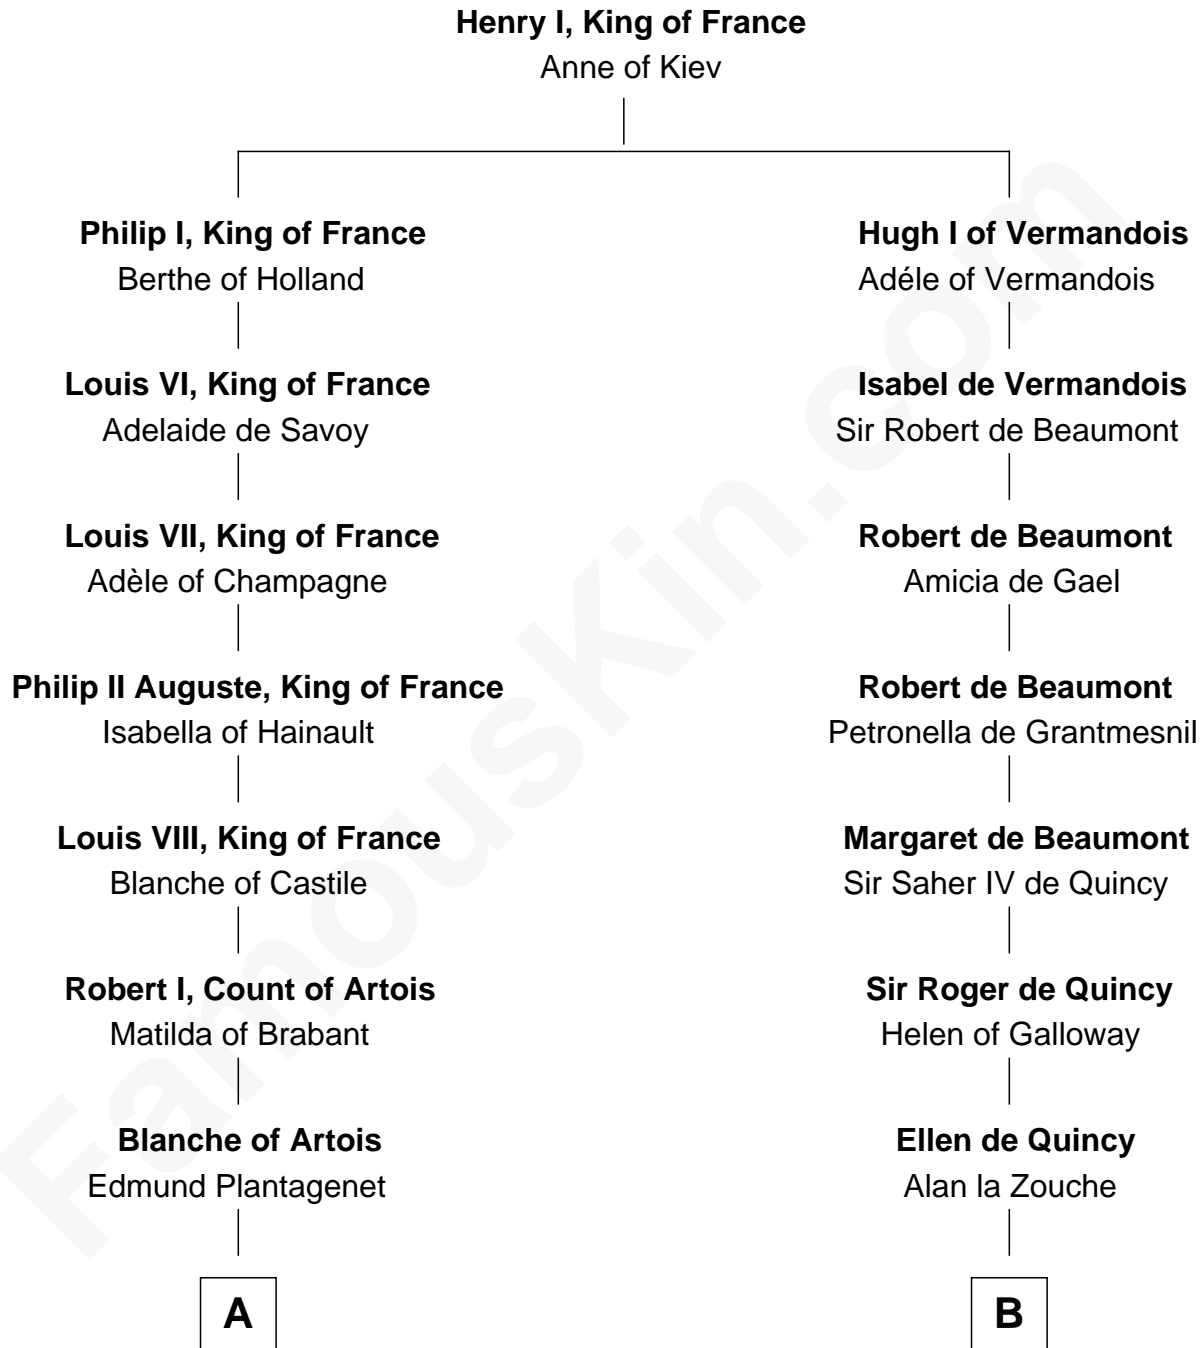 Henry I, King of France
Anne of Kiev
Philip I, King of France
Berthe of Holland
Hugh I of Vermandois
Adéle of Vermandois
Louis VI, King of France
Adelaide de Savoy
Isabel de Vermandois
Sir Robert de Beaumont
Louis VII, King of France
Adèle of Champagne
Robert de Beaumont
Amicia de Gael
Philip II Auguste, King of France
Isabella of Hainault
Robert de Beaumont
Petronella de Grantmesnil
Louis VIII, King of France
Blanche of Castile
Margaret de Beaumont
Sir Saher IV de Quincy
Robert I, Count of Artois
Matilda of Brabant
Sir Roger de Quincy
Helen of Galloway
Blanche of Artois
Edmund Plantagenet
Ellen de Quincy
Alan la Zouche
A
B
FamousKin.com